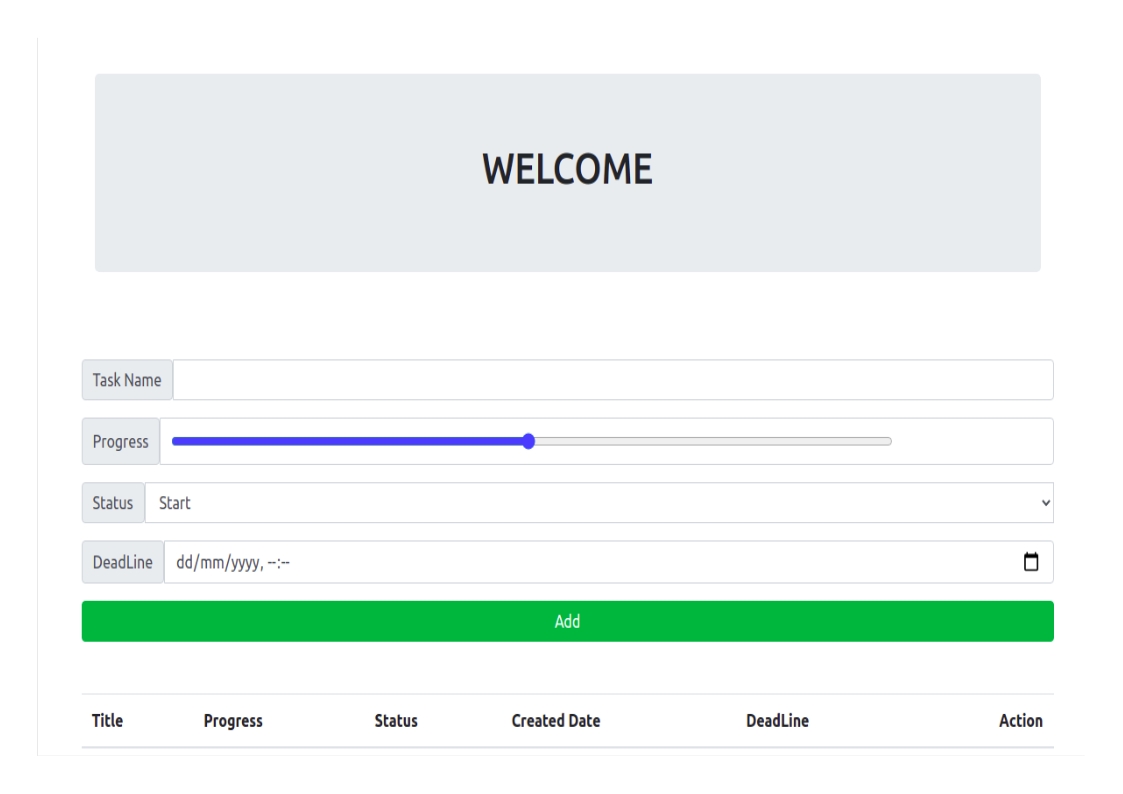 WELCOME
Task Name
Progress
Status Start
DeadLine dd/mm/yyyy, --:--
Add
Title Progress Status Created Date DeadLine Action